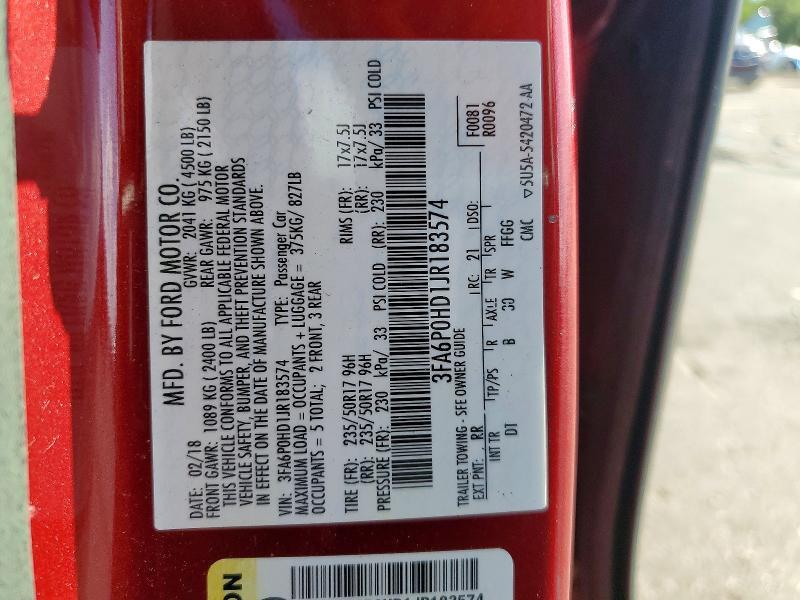 MFD. BY FORD MOTOR CO.
DATE: 02/18 GVWR: 2041 KG ( 4500 LB)
FRONT GAWR: 1089 KG ( 2400 LB) REAR GAWR: 975 KG ( 2150 LB)
THIS VEHICLE CONFORMS TO ALL APPLICABLE FEDERAL MOTOR
VEHICLE SAFETY, BUMPER, AND THEFT PREVENTION STANDARDS
IN EFFECT ON THE DATE OF MANUFACTURE SHOWN ABOVE.
VIN: 3FA6P0HD1JR183574 TYPE: Passenger Car
MAXIMUM LOAD = OCCUPANTS + LUGGAGE = 375KG/ 827LB
OCCUPANTS = 5 TOTAL; 2 FRONT, 3 REAR
TIRE (FR): 235/50R17 96H RIMS (FR): 17x7.5J
(RR): 235/50R17 96H (RR): 17x7.5J
PRESSURE (FR): 230 kPa/ 33 PSI COLD (RR): 230 kPa/ 33 PSI COLD
3FA6P0HD1JR183574
TRAILER TOWING - SEE OWNER GUIDE F0081
R0096
EXT PNT: RR RC: 21 DSO:
INT TR TP/PS R AXLE TR SPR
DT B W FFGG
CMC ▽5U5A-5420472 AA